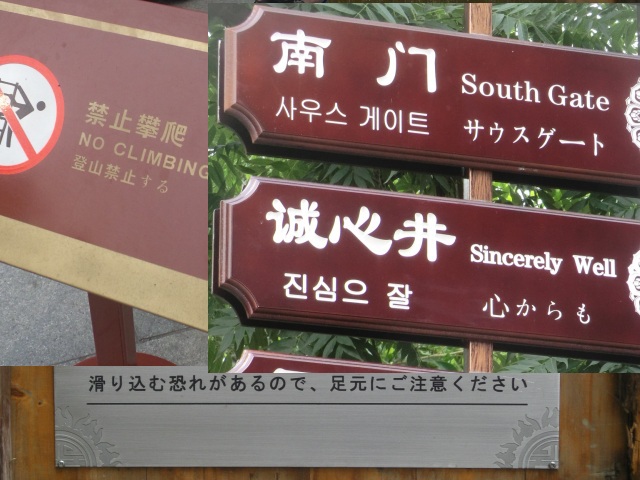 禁止攀爬
NO CLIMBING
登山禁止する
南门
South Gate
사우스 게이트
サウスゲート
诚心井
Sincerely Well
진심으 잘
心からも
滑り込む恐れがあるので、足元にご注意ください